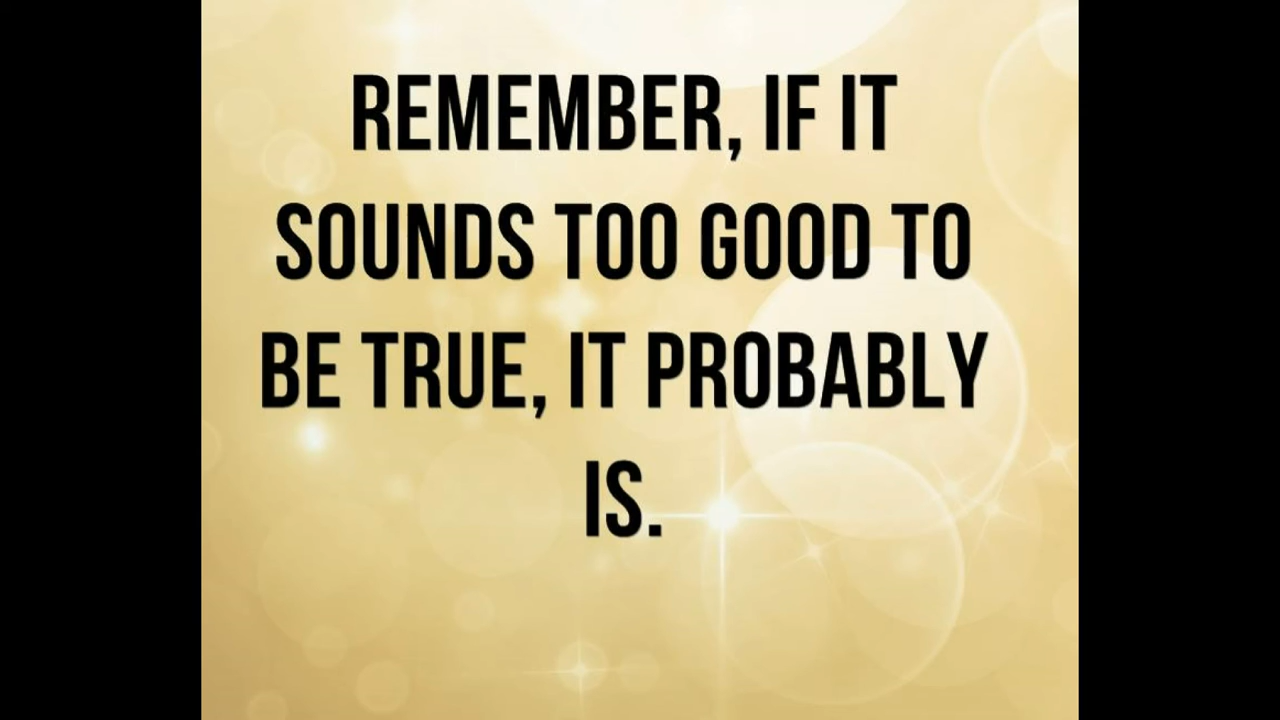 REMEMBER, IF IT
SOUNDS TOO GOOD TO
BE TRUE, IT PROBABLY
IS.